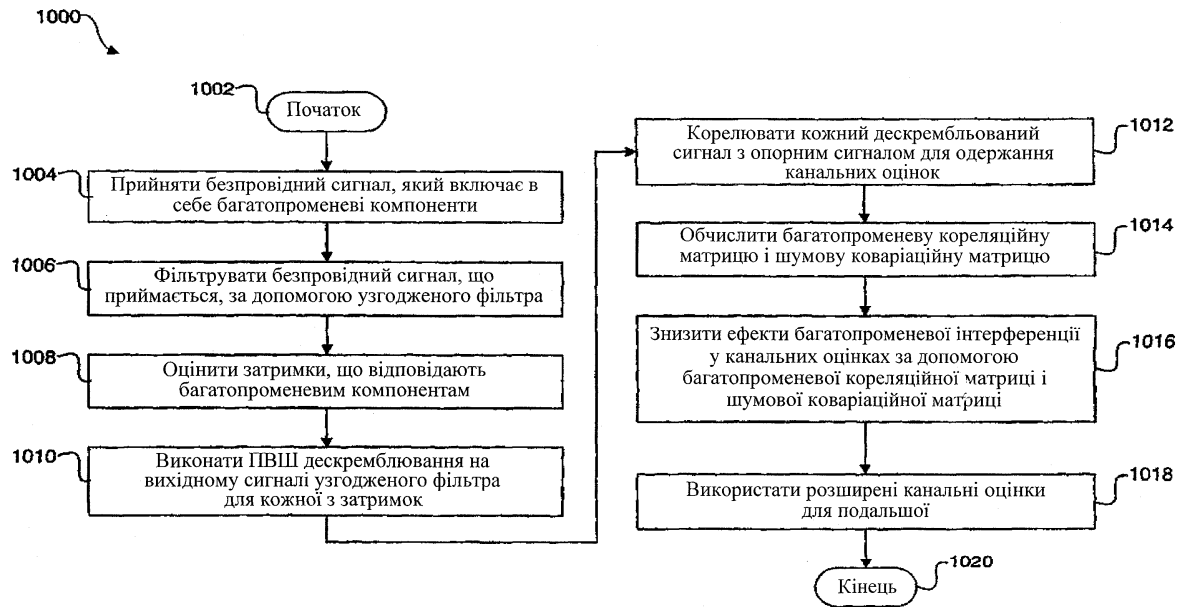 1000
1002
Початок
1004
Прийняти безпровідний сигнал, який включає в
себе багатопроменеві компоненти
1006
Фільтрувати безпровідний сигнал, що
приймається, за допомогою узгодженого фільтра
1008
Оцінити затримки, що відповідають
багатопроменевим компонентам
1010
Виконати ПВШ дескремблювання на
вихідному сигналі узгодженого фільтра
для кожної з затримок
1012
Корелювати кожний дескрембльований
сигнал з опорним сигналом для одержання
канальних оцінок
1014
Обчислити багатопроменеву кореляційну
матрицю і шумову коваріаційну матрицю
1016
Знизити ефекти багатопроменевої інтерференції
у канальних оцінках за допомогою
багатопроменевої кореляційної матриці і
шумової коваріаційної матриці
1018
Використати розширені канальні оцінки
для подальшої
1020
Кінець